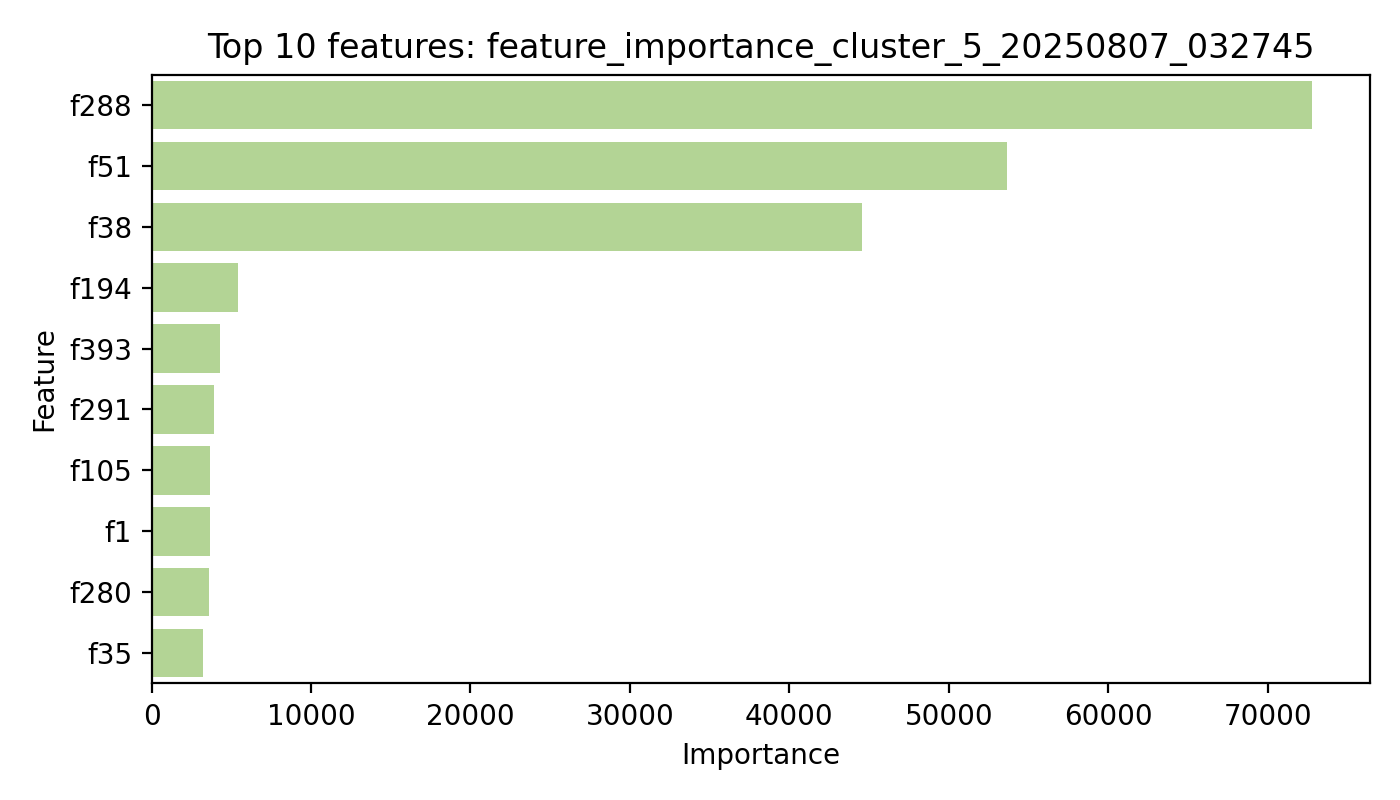 Top 10 features: feature_importance_cluster_5_20250807_032745
f288
f51
f38
f194
f393
f291
f105
f1
f280
f35
Feature
0 10000 20000 30000 40000 50000 60000 70000
Importance